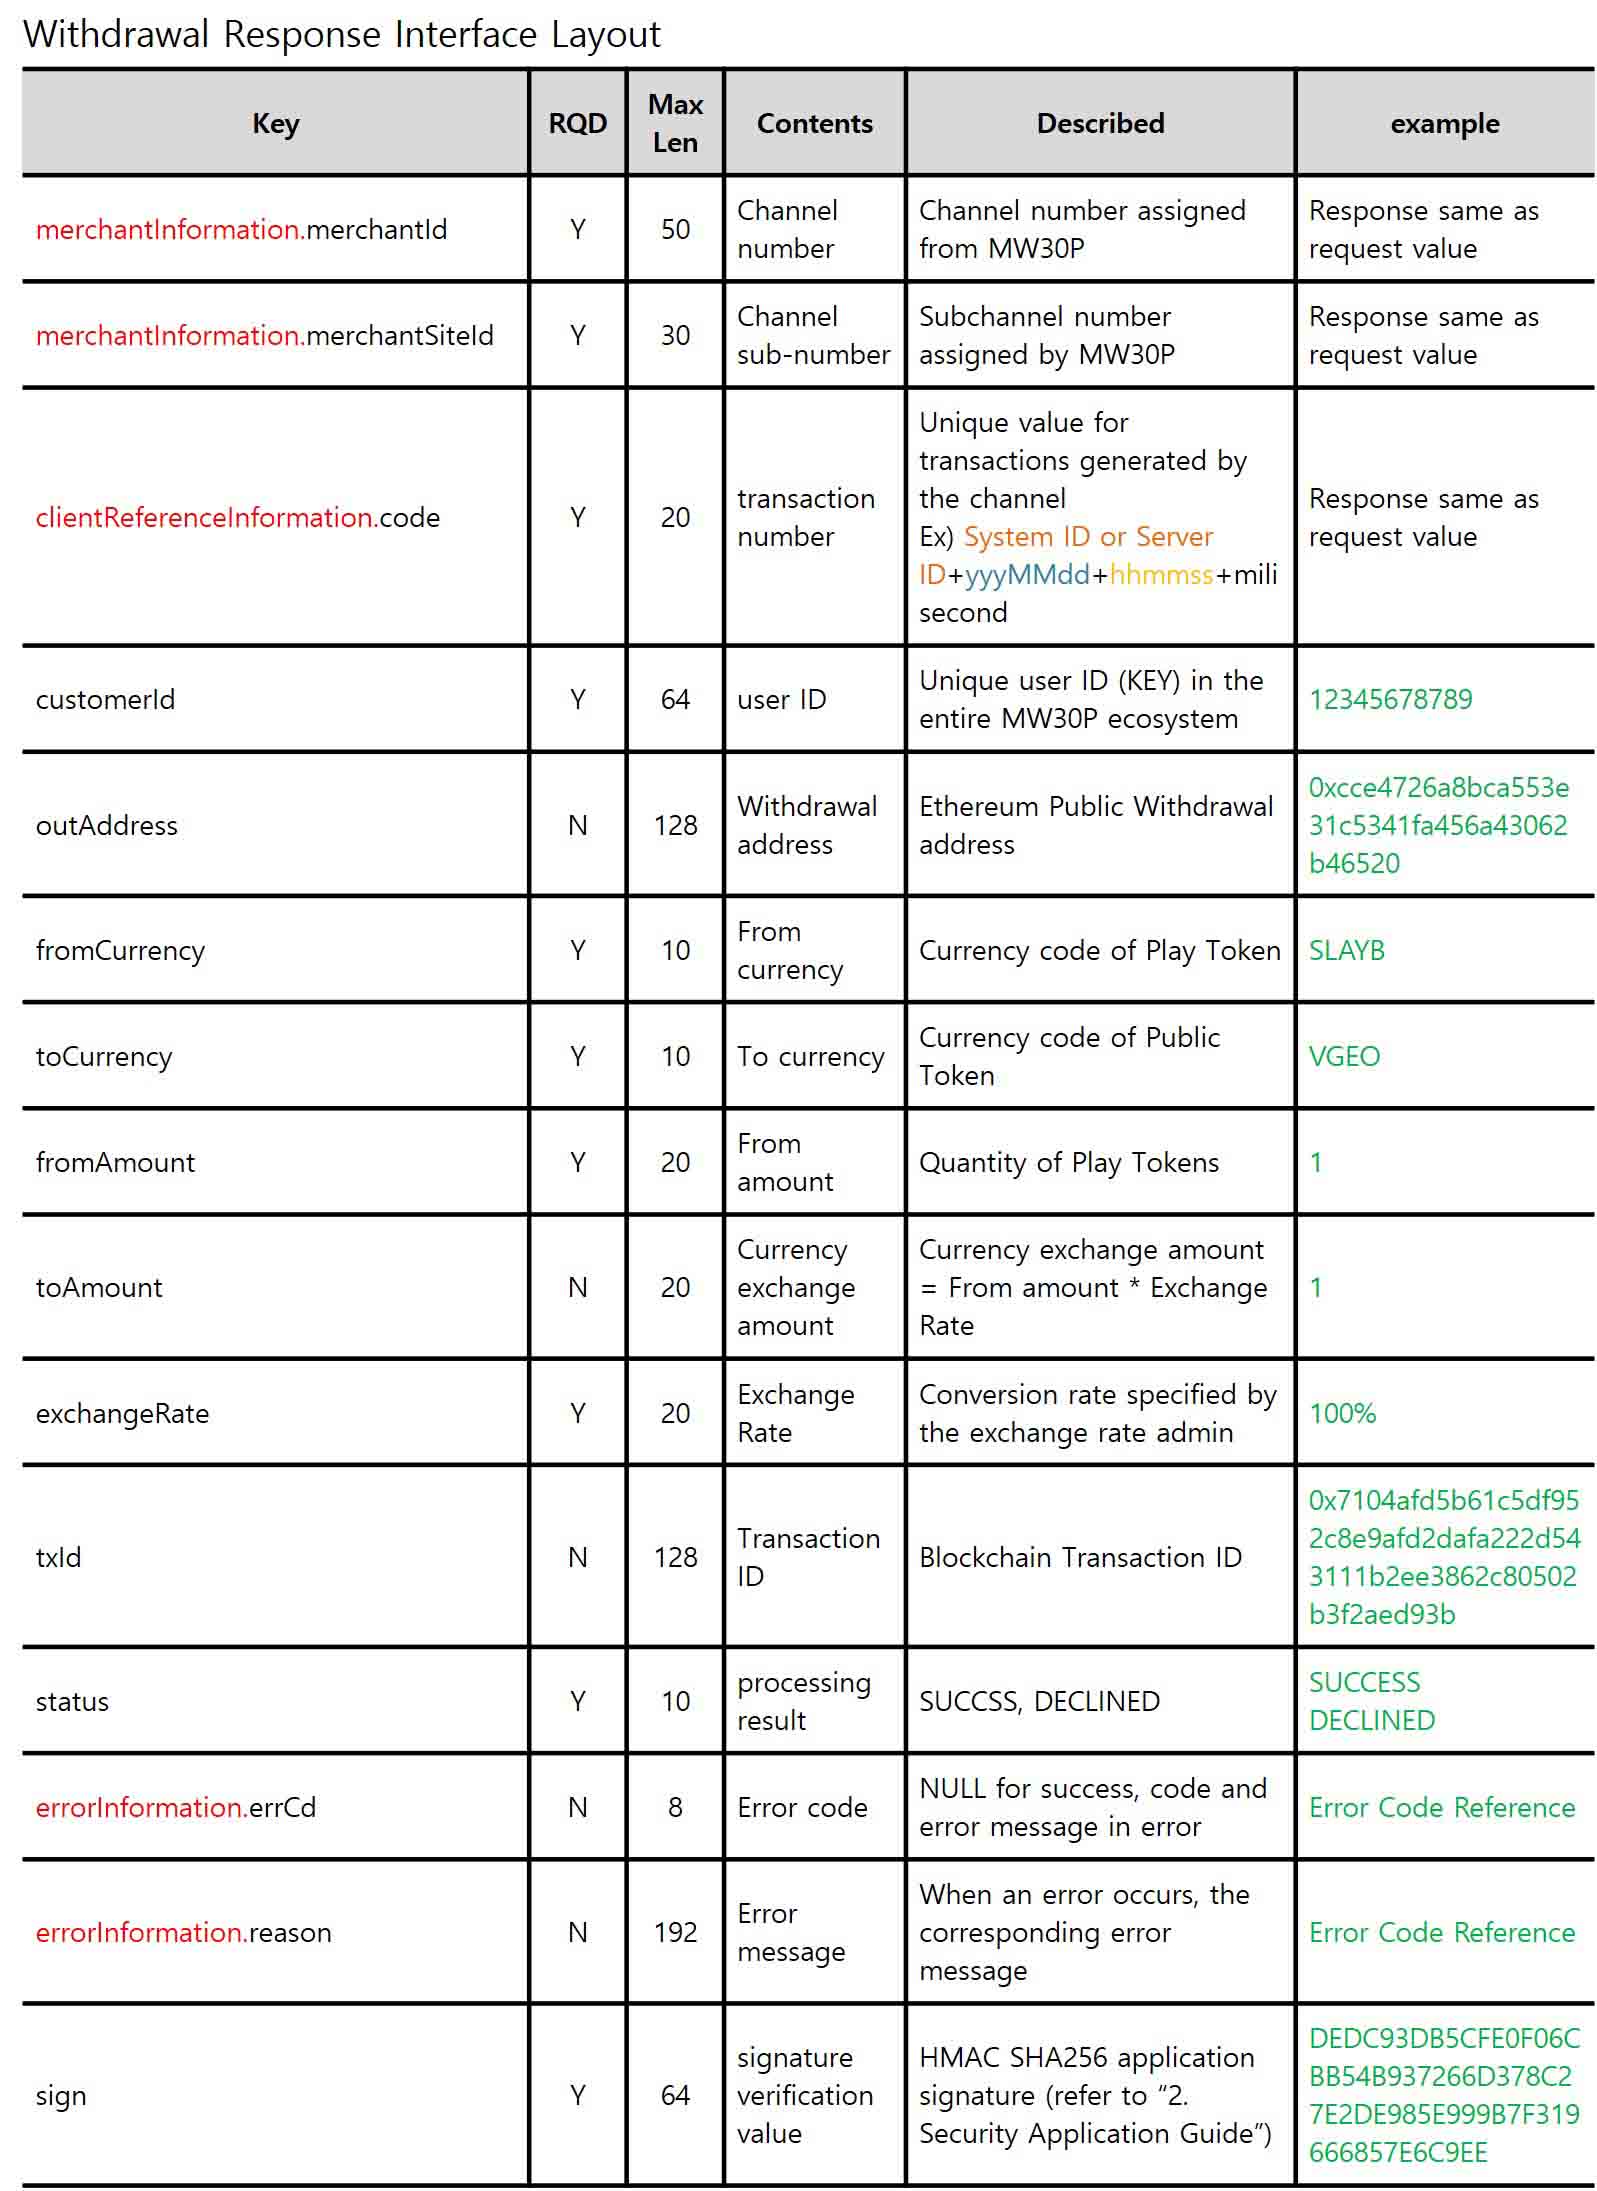 Withdrawal Response Interface Layout
Key
RQD
Max
Len
Contents
Described
example
merchantInformation.merchantId
Y
50
Channel
number
Channel number assigned
from MW30P
Response same as
request value
merchantInformation.merchantSiteId
Y
30
Channel
sub-number
Subchannel number
assigned by MW30P
Response same as
request value
clientReferenceInformation.code
Y
20
transaction
number
Unique value for
transactions generated by
the channel
Ex) System ID or Server
ID+yyyMMdd+hhmmss+mili
second
Response same as
request value
customerId
Y
64
user ID
Unique user ID (KEY) in the
entire MW30P ecosystem
12345678789
outAddress
N
128
Withdrawal
address
Ethereum Public Withdrawal
address
0xcce4726a8bca553e
31c5341fa456a43062
b46520
fromCurrency
Y
10
From
currency
Currency code of Play Token
SLAYB
toCurrency
Y
10
To currency
Currency code of Public
Token
VGEO
fromAmount
Y
20
From
amount
Quantity of Play Tokens
1
toAmount
N
20
Currency
exchange
amount
Currency exchange amount
= From amount * Exchange
Rate
1
exchangeRate
Y
20
Exchange
Rate
Conversion rate specified by
the exchange rate admin
100%
txId
N
128
Transaction
ID
Blockchain Transaction ID
0x7104afd5b61c5df95
2c8e9afd2dafa222d54
3111b2ee3862c80502
b3f2aed93b
status
Y
10
processing
result
SUCCSS, DECLINED
SUCCESS
DECLINED
errorInformation.errCd
N
8
Error code
NULL for success, code and
error message in error
Error Code Reference
errorInformation.reason
N
192
Error
message
When an error occurs, the
corresponding error
message
Error Code Reference
sign
Y
64
signature
verification
value
HMAC SHA256 application
signature (refer to “2.
Security Application Guide”)
DEDC93DB5CFE0F06C
BB54B937266D378C2
7E2DE985E999B7F319
666857E6C9EE